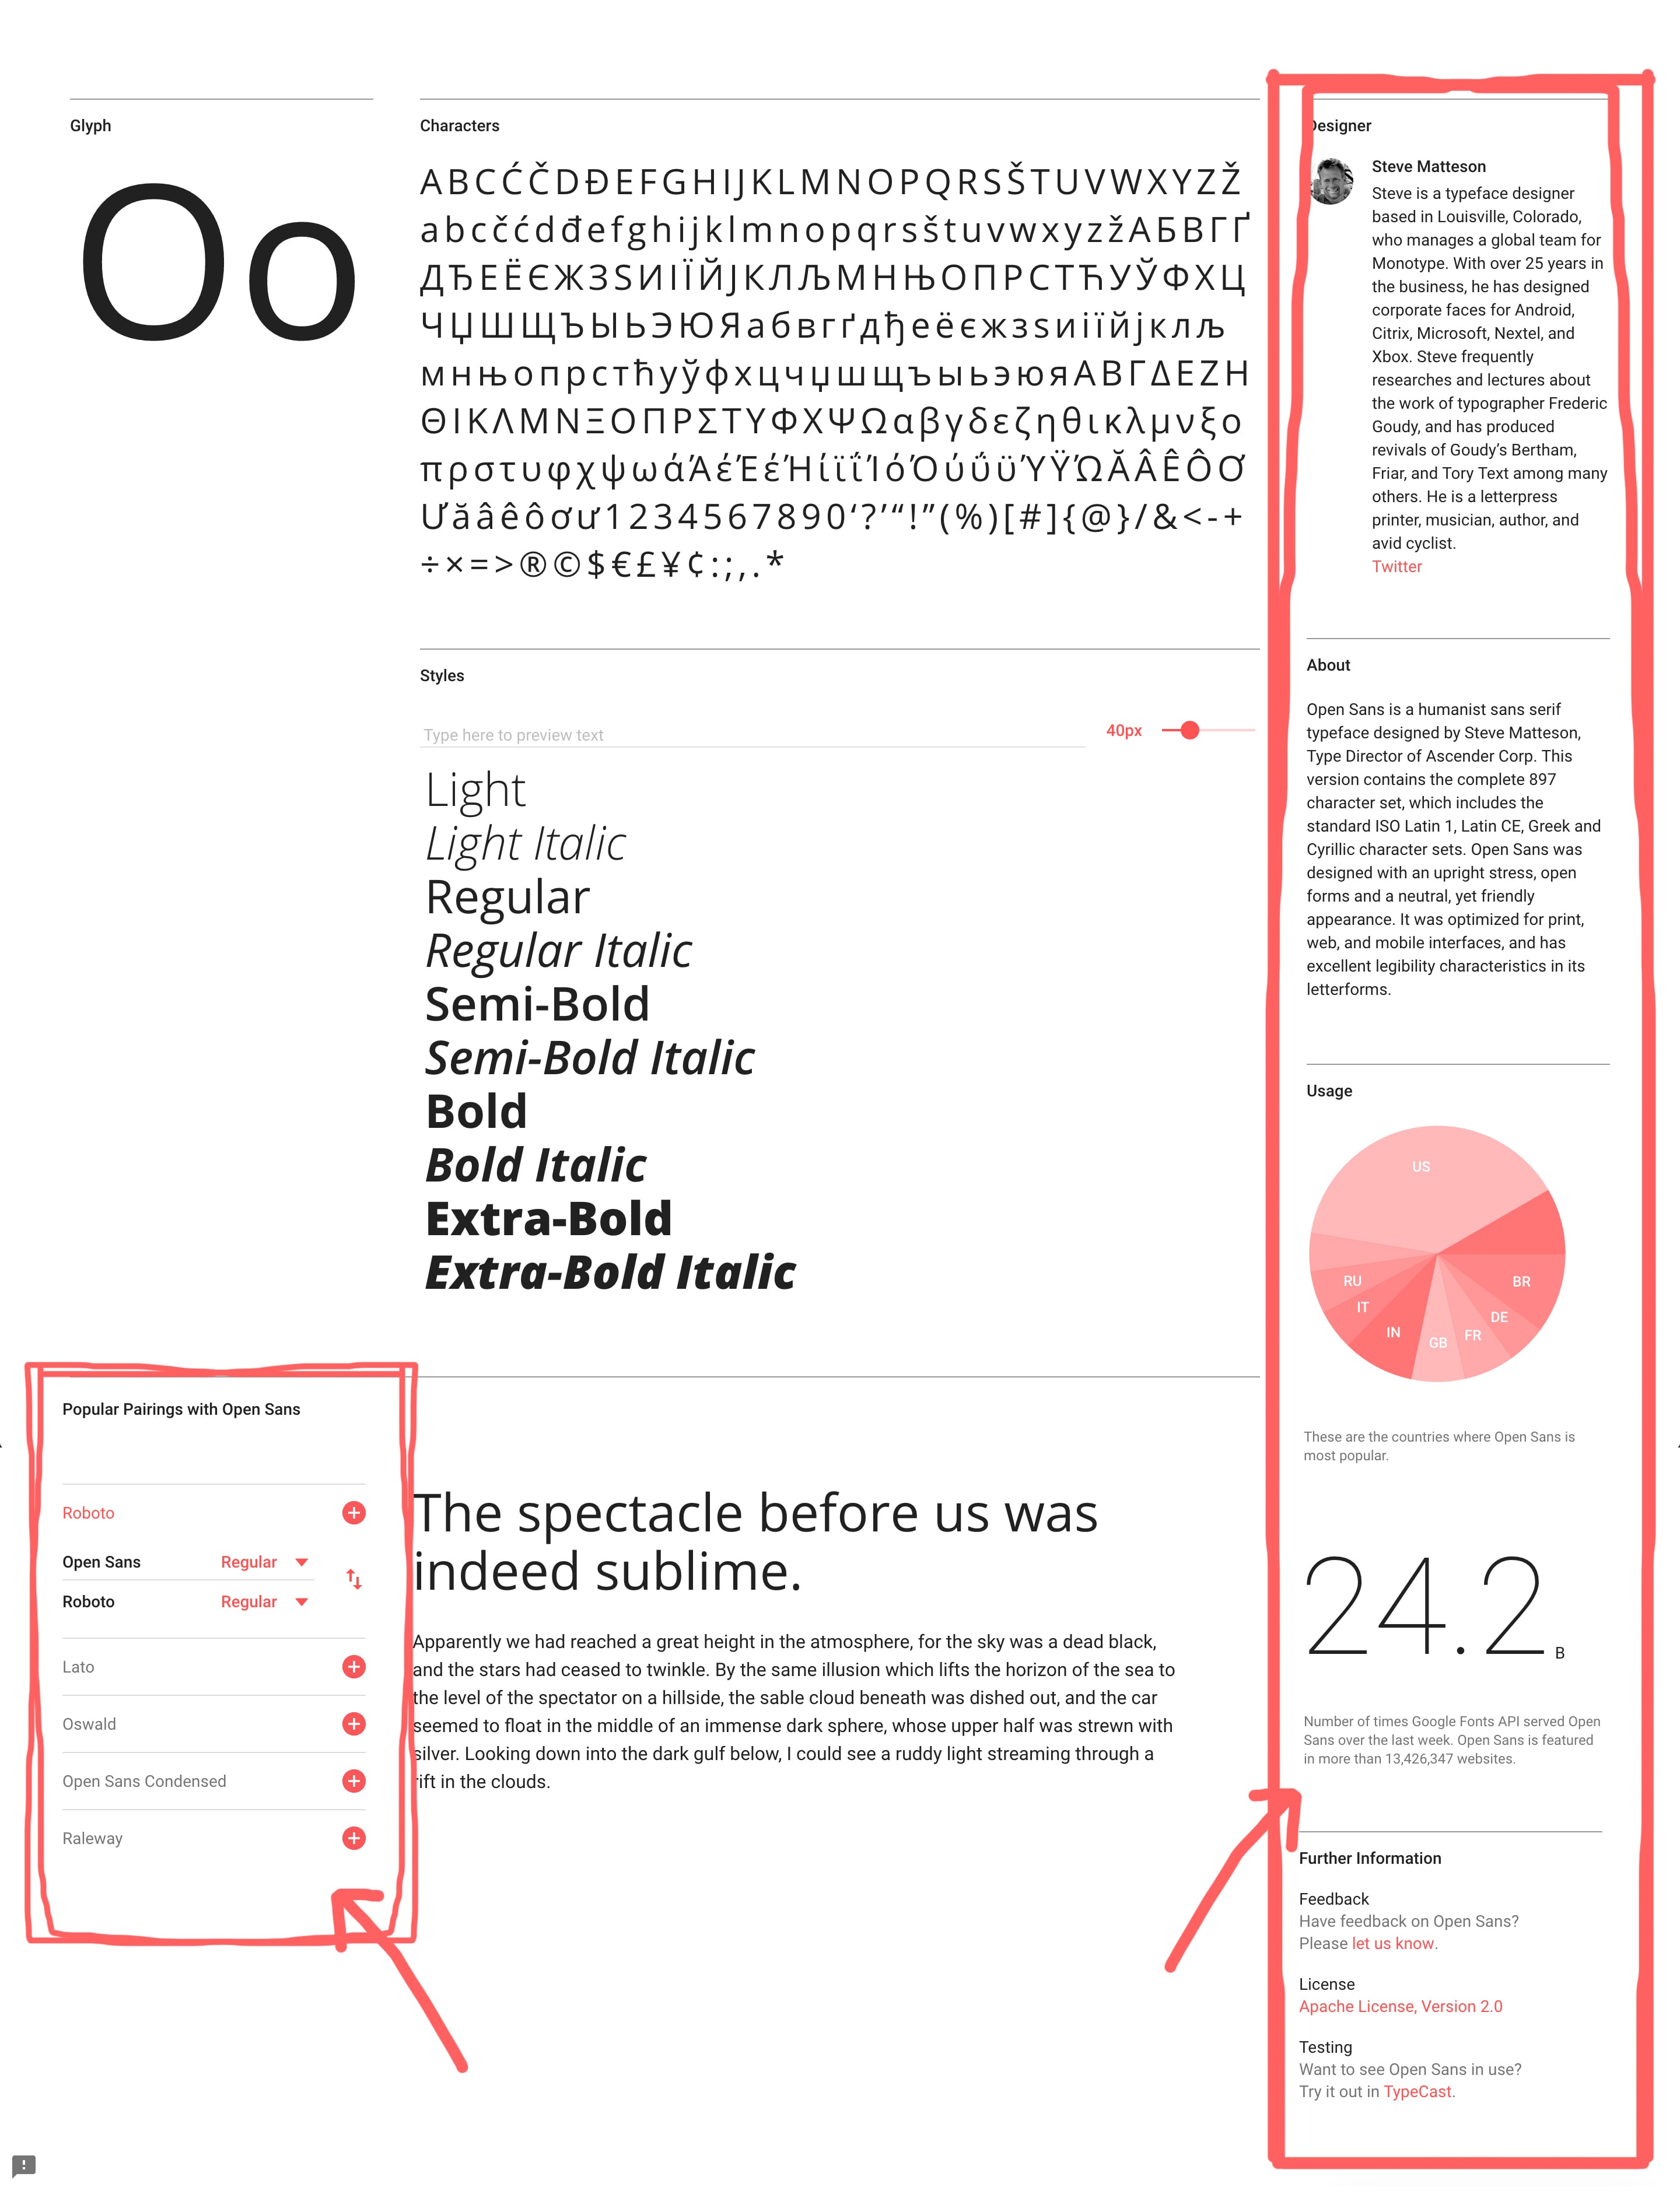 Glyph
Oo
Characters
ABCĆČDĐEFGHIJKLMNOPQRSŠTUVWXYZŽ
abcčćdđefghijklmnopqrsštuvwxyzžАБВГҐ
ДЂЕЁЄЖЗЅИІЇЙЈКЛЉМНЊОПРСТЋУЎФХЦ
ЧЏШЩЪЫЬЭЮЯабвгґдђеёєжзѕиіїйјклљ
мнњопрстћуўфхцчџшщъыьэюяΑΒΓΔΕΖΗ
ΘΙΚΛΜΝΞΟΠΡΣΤΥΦΧΨΩαβγδεζηθικλμνξο
πρστυφχψωάΆέΈέΉίϊΐΊόΌύΰϋΎΫΏĂÂÊÔƠ
Ưăâêôơư1234567890‘?’“!”(%)[#]{@}/&<-+
÷×=>®©$€£¥¢:;,.*
Styles
Type here to preview text
40px
Light
Light Italic
Regular
Regular Italic
Semi-Bold
Semi-Bold Italic
Bold
Bold Italic
Extra-Bold
Extra-Bold Italic
Popular Pairings with Open Sans
Roboto
Open Sans Regular
Roboto Regular
Lato
Oswald
Open Sans Condensed
Raleway
The spectacle before us was
indeed sublime.
Apparently we had reached a great height in the atmosphere, for the sky was a dead black,
and the stars had ceased to twinkle. By the same illusion which lifts the horizon of the sea to
the level of the spectator on a hillside, the sable cloud beneath was dished out, and the car
seemed to float in the middle of an immense dark sphere, whose upper half was strewn with
silver. Looking down into the dark gulf below, I could see a ruddy light streaming through a
rift in the clouds.
Designer
Steve Matteson
Steve is a typeface designer
based in Louisville, Colorado,
who manages a global team for
Monotype. With over 25 years in
the business, he has designed
corporate faces for Android,
Citrix, Microsoft, Nextel, and
Xbox. Steve frequently
researches and lectures about
the work of typographer Frederic
Goudy, and has produced
revivals of Goudy’s Bertham,
Friar, and Tory Text among many
others. He is a letterpress
printer, musician, author, and
avid cyclist.
Twitter
About
Open Sans is a humanist sans serif
typeface designed by Steve Matteson,
Type Director of Ascender Corp. This
version contains the complete 897
character set, which includes the
standard ISO Latin 1, Latin CE, Greek and
Cyrillic character sets. Open Sans was
designed with an upright stress, open
forms and a neutral, yet friendly
appearance. It was optimized for print,
web, and mobile interfaces, and has
excellent legibility characteristics in its
letterforms.
Usage
US
RU
IT
IN
GB
FR
DE
BR
These are the countries where Open Sans is
most popular.
24.2 B
Number of times Google Fonts API served Open
Sans over the last week. Open Sans is featured
in more than 13,426,347 websites.
Further Information
Feedback
Have feedback on Open Sans?
Please let us know.
License
Apache License, Version 2.0
Testing
Want to see Open Sans in use?
Try it out in TypeCast.